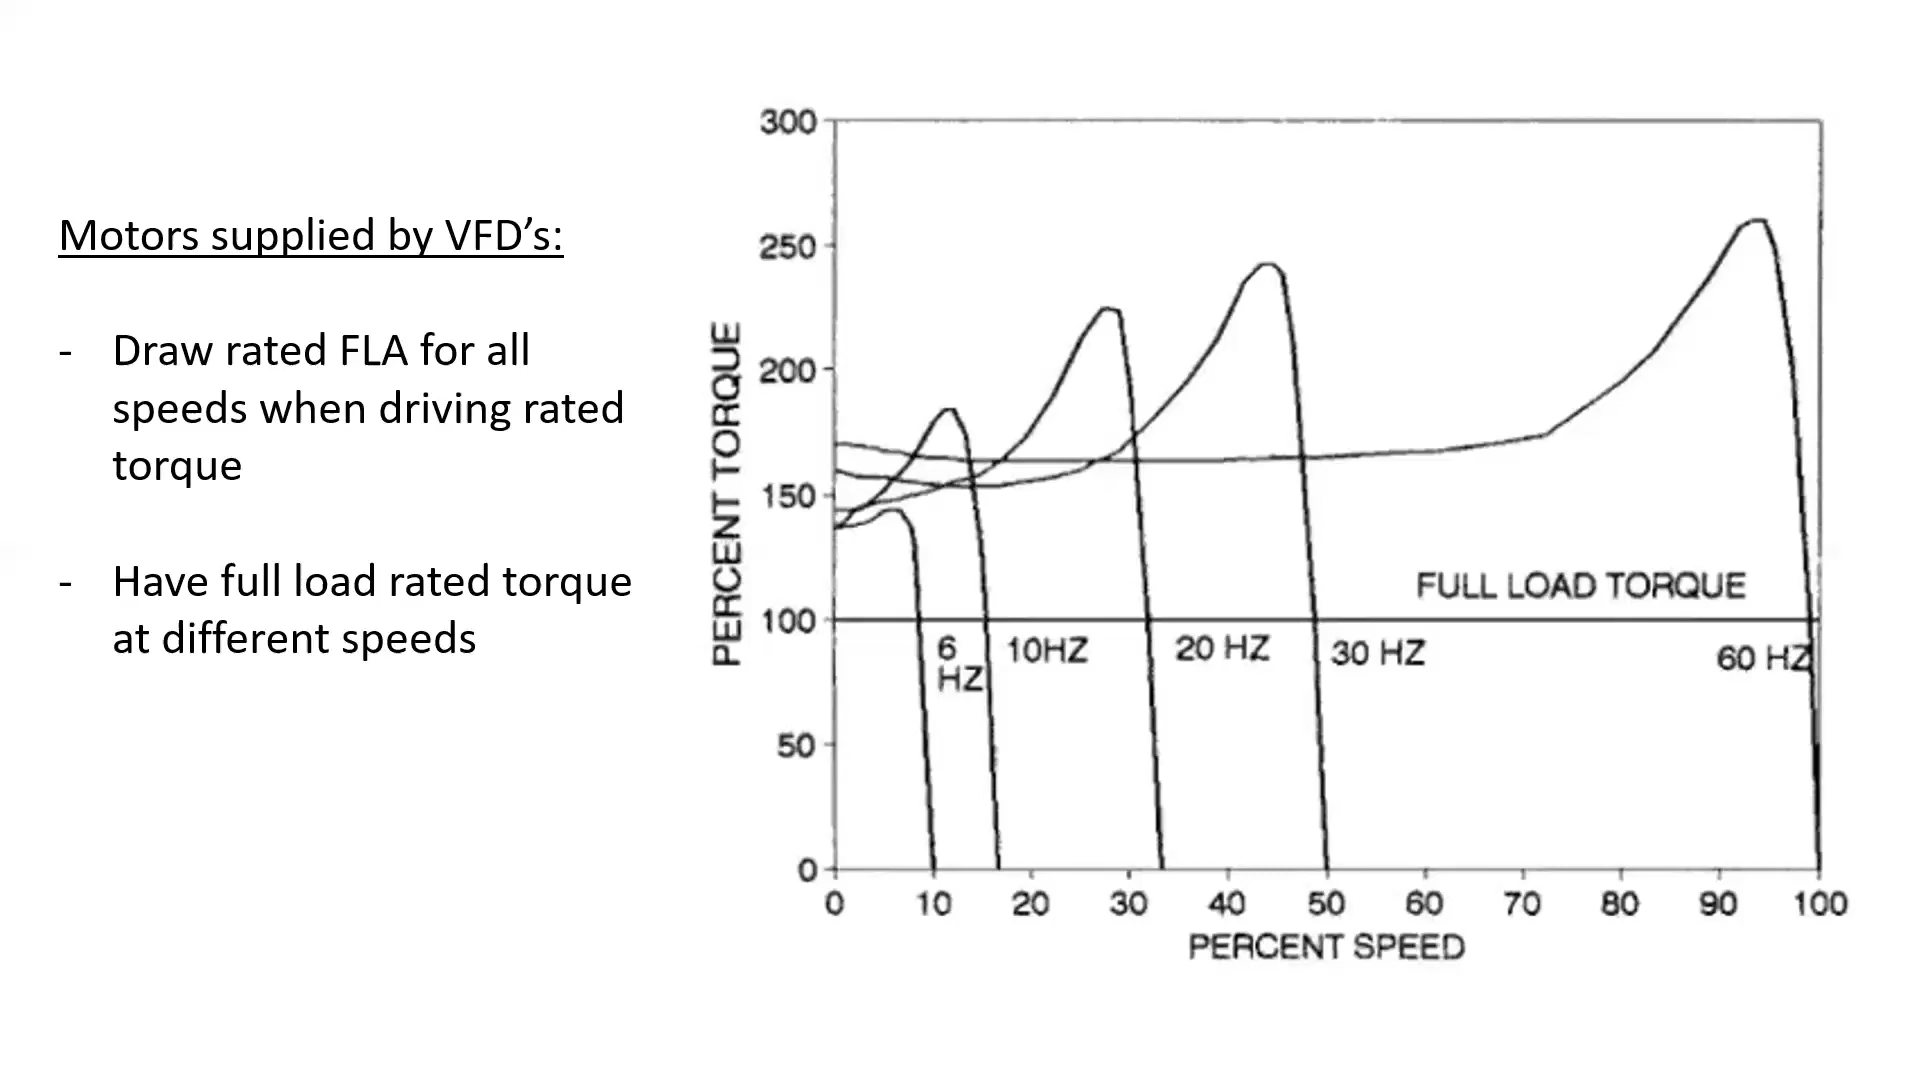 Motors supplied by VFD’s:
- Draw rated FLA for all
speeds when driving rated
torque
- Have full load rated torque
at different speeds
PERCENT TORQUE
300
250
200
150
100
50
0
FULL LOAD TORQUE
6
HZ
10HZ
20 HZ
30 HZ
60 HZ
0 10 20 30 40 50 60 70 80 90 100
PERCENT SPEED